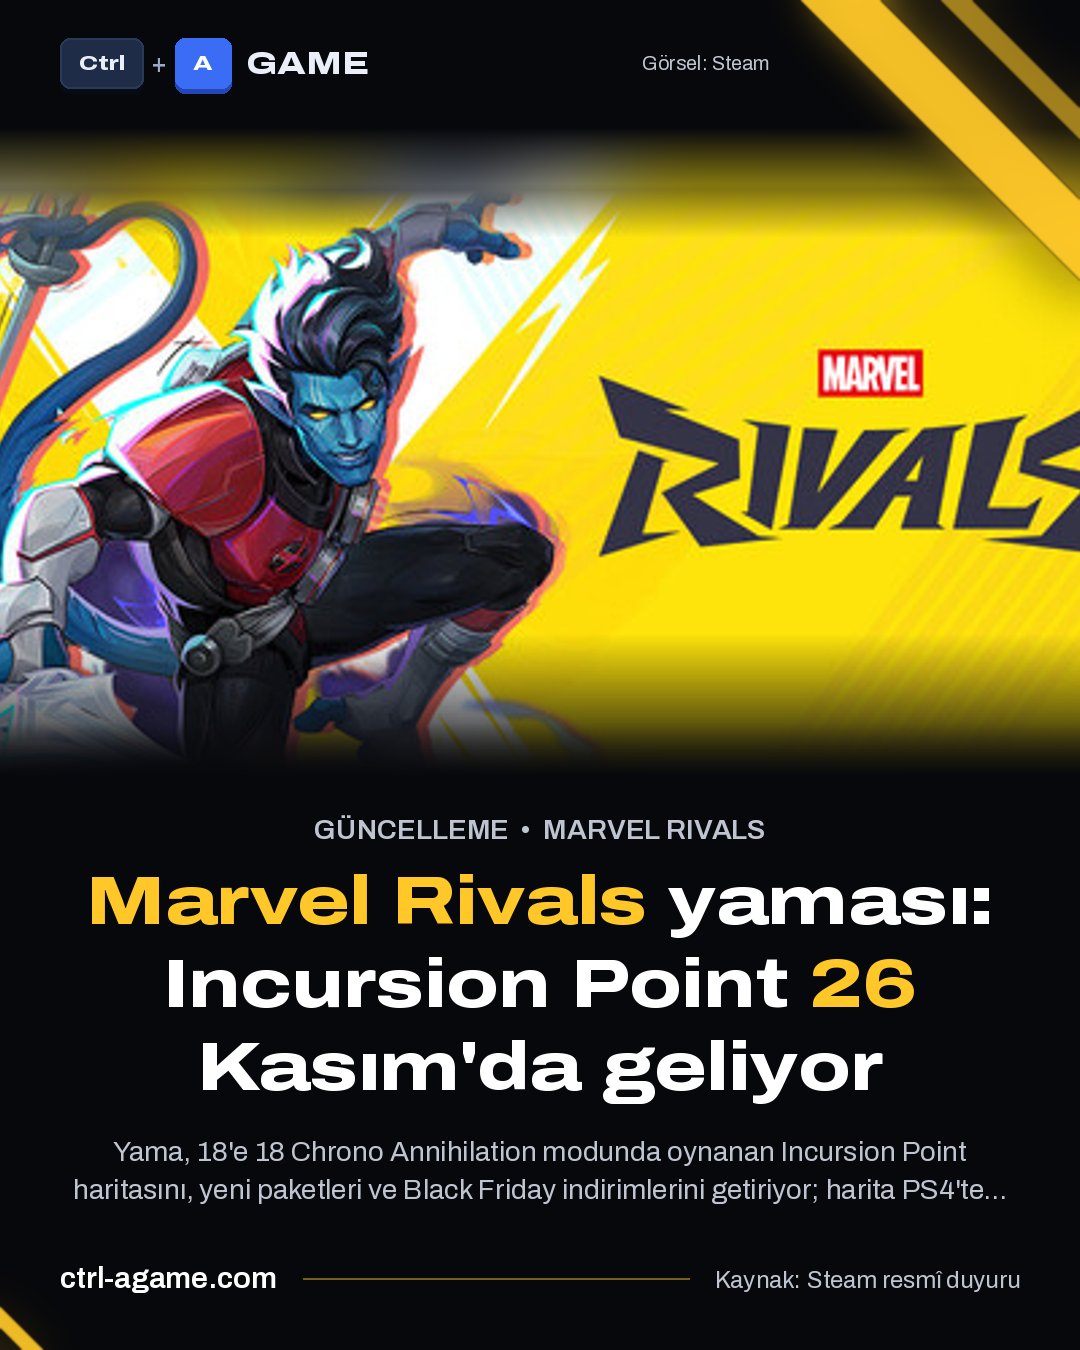 Ctrl + A GAME
Görsel: Steam
MARVEL
RIVALS
GÜNCELLEME • MARVEL RIVALS
Marvel Rivals yaması:
Incursion Point 26
Kasım'da geliyor
Yama, 18'e 18 Chrono Annihilation modunda oynanan Incursion Point
haritasını, yeni paketleri ve Black Friday indirimlerini getiriyor; harita PS4'te...
ctrl-agame.com
Kaynak: Steam resmî duyuru